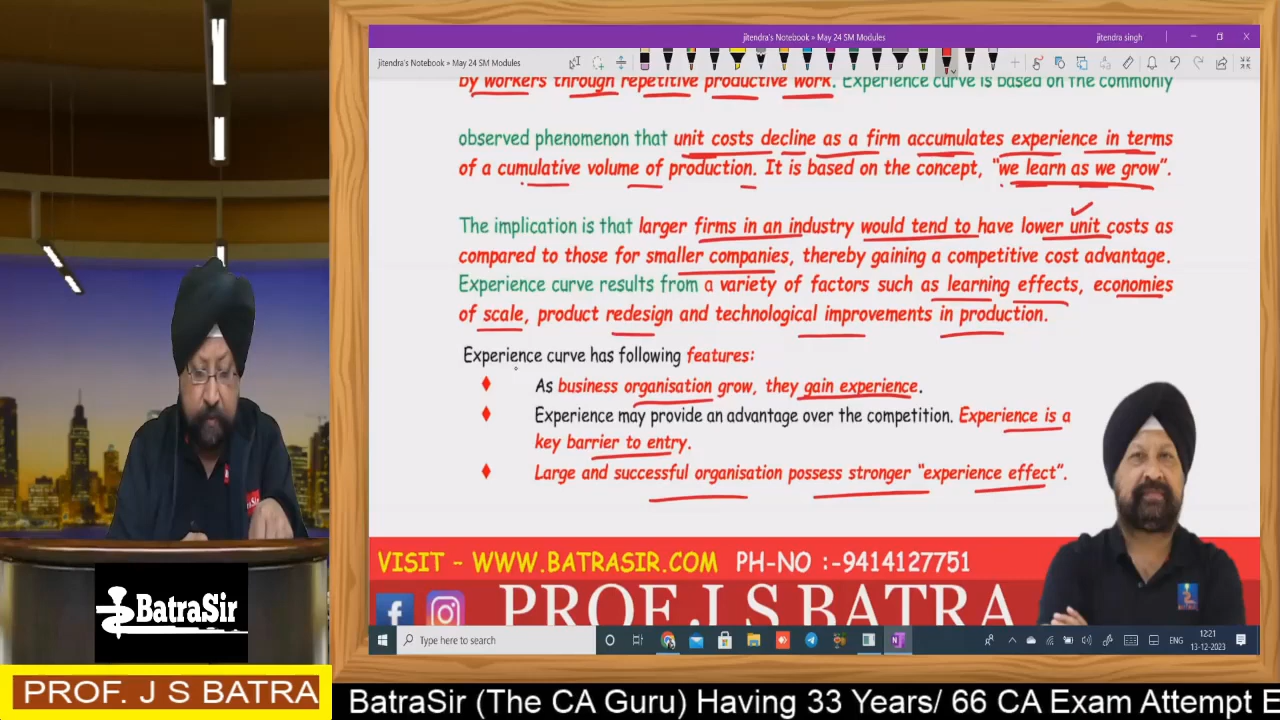 jitendra's Notebook » May 24 SM Modules
jitendra singh
jitendra's Notebook » May 24 SM Modules
by workers through repetitive productive work. Experience curve is based on the commonly
observed phenomenon that unit costs decline as a firm accumulates experience in terms
of a cumulative volume of production. It is based on the concept, “we learn as we grow”.
The implication is that larger firms in an industry would tend to have lower unit costs as
compared to those for smaller companies, thereby gaining a competitive cost advantage.
Experience curve results from a variety of factors such as learning effects, economies
of scale, product redesign and technological improvements in production.
Experience curve has following features:
As business organisation grow, they gain experience.
Experience may provide an advantage over the competition. Experience is a
key barrier to entry.
Large and successful organisation possess stronger “experience effect”.
VISIT - WWW.BATRASIR.COM PH-NO :-9414127751
PROF. J S BATRA
BatraSir
Type here to search
ENG
12:21
13-12-2023
PROF. J S BATRA
BatraSir (The CA Guru) Having 33 Years/ 66 CA Exam Attempt E